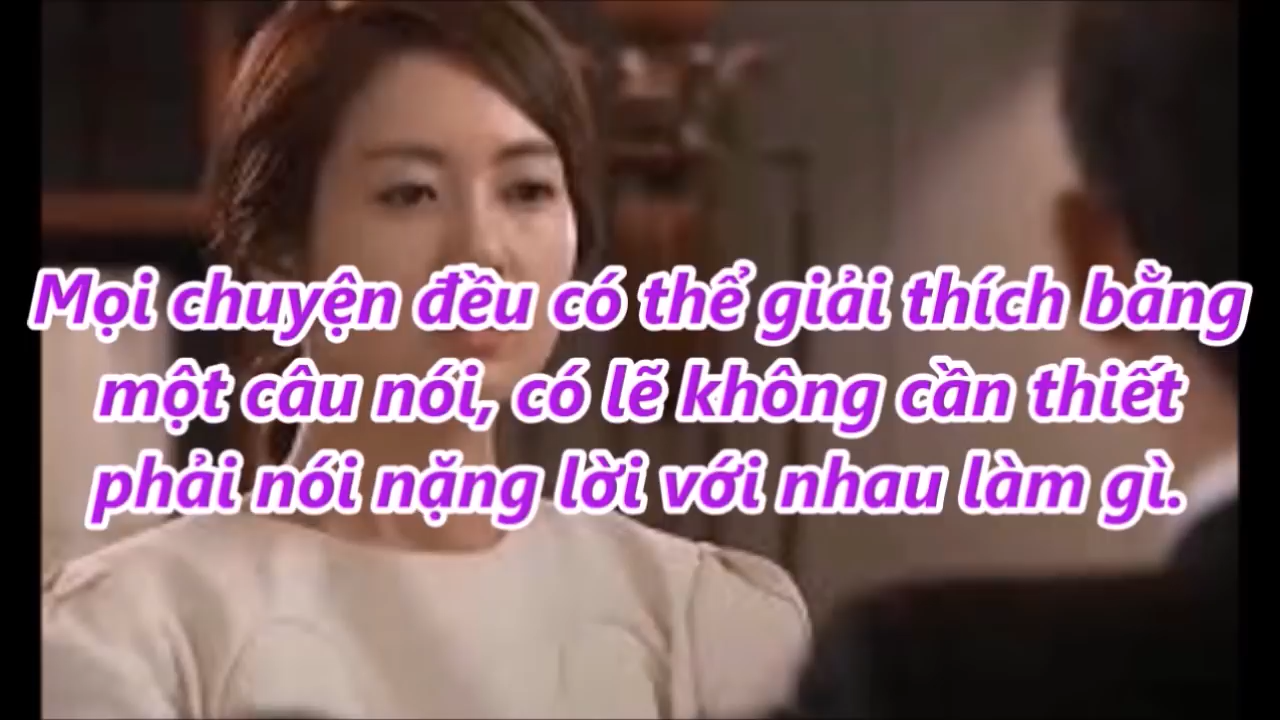 Mọi chuyện đều có thể giải thích bằng
một câu nói, có lẽ không cần thiết
phải nói nặng lời với nhau làm gì.